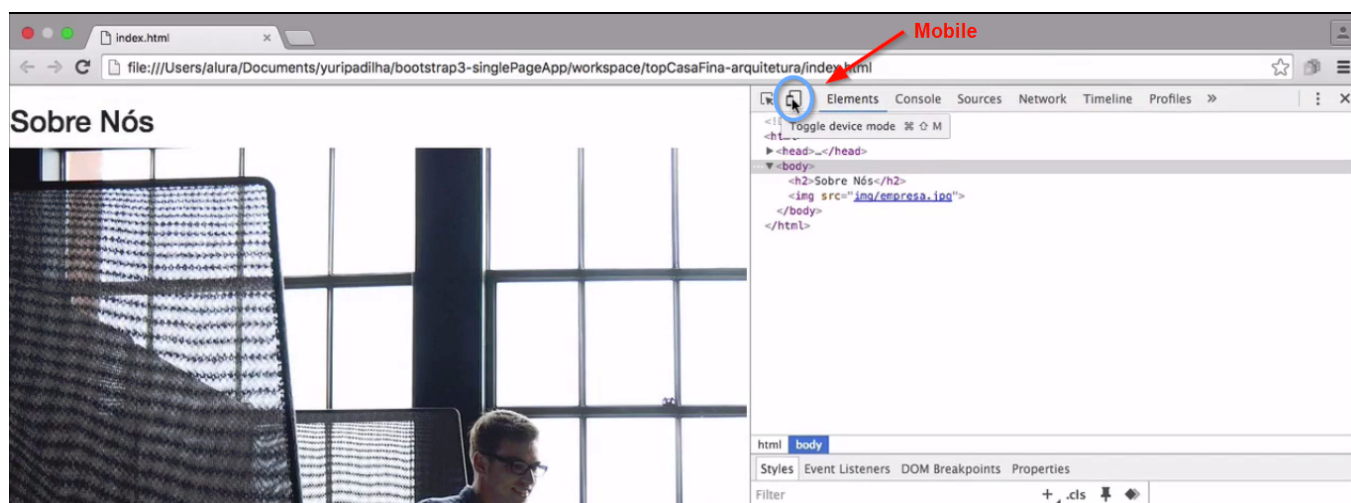 Mobile
index.html
file:///Users/alura/Documents/yuripadilha/bootstrap3-singlePageApp/workspace/topCasaFina-arquitetura/index.html
Elements Console Sources Network Timeline Profiles »
Toggle device mode ⌘ ⇧ M
Sobre Nós
<ht
▶<head>…</head>
▼<body>
<h2>Sobre Nós</h2>
<img src="img/empresa.jpg">
</body>
</html>
html body
Styles Event Listeners DOM Breakpoints Properties
Filter + .cls